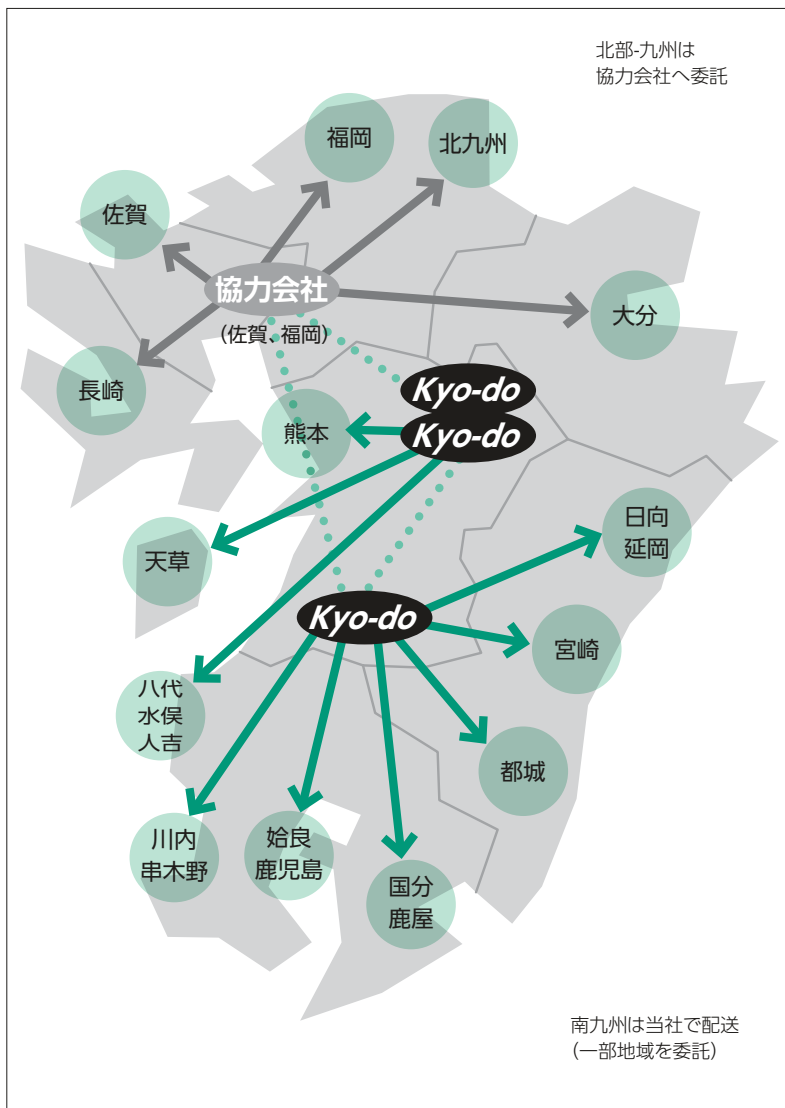 北部-九州は
協力会社へ委託
福岡
北九州
佐賀
協力会社
(佐賀、福岡)
大分
長崎
Kyo-do
Kyo-do
熊本
日向
延岡
天草
Kyo-do
宮崎
八代
水俣
人吉
都城
川内
串木野
姶良
鹿児島
国分
鹿屋
南九州は当社で配送
(一部地域を委託)